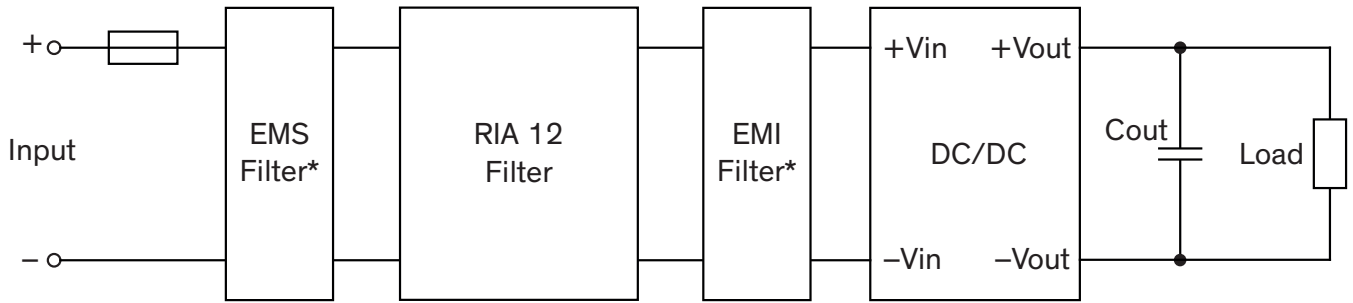 +
Input
–
EMS
Filter*
RIA 12
Filter
EMI
Filter*
+Vin
+Vout
DC/DC
–Vin
–Vout
Cout
Load